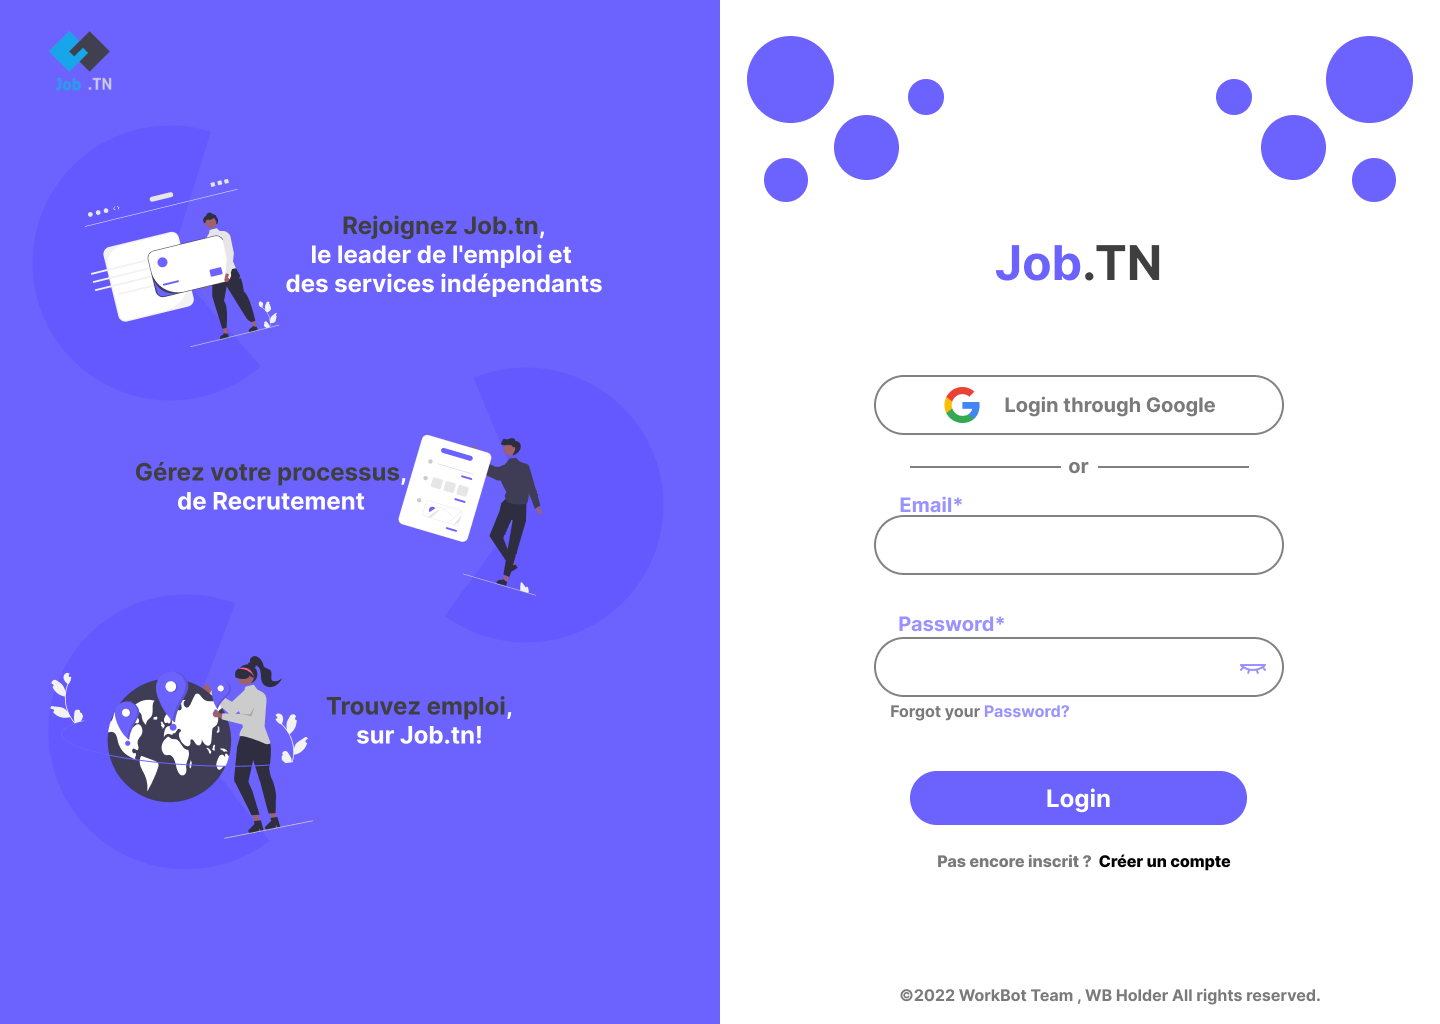 Job .TN
Rejoignez Job.tn,
le leader de l'emploi et
des services indépendants
Gérez votre processus,
de Recrutement
Trouvez emploi,
sur Job.tn!
Job.TN
Login through Google
or
Email*
Password*
Forgot your Password?
Login
Pas encore inscrit ? Créer un compte
©2022 WorkBot Team , WB Holder All rights reserved.